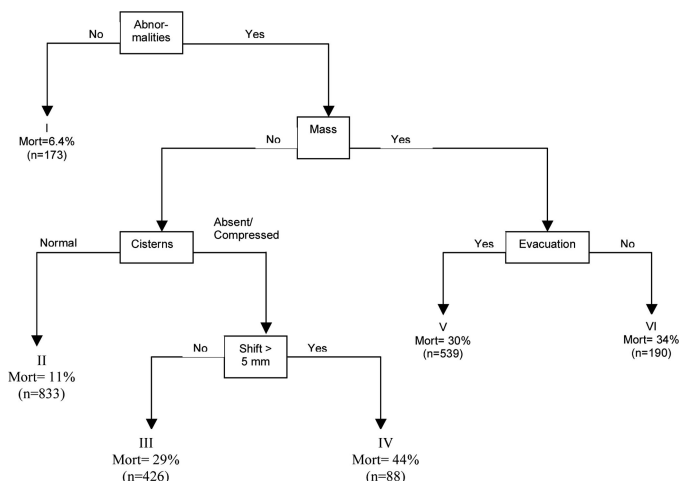 Abnor-
malities
No
Yes
I
Mort=6.4%
(n=173)
Mass
No
Yes
Absent/
Compressed
Normal
Cisterns
Yes
Evacuation
No
V
Mort= 30%
(n=539)
VI
Mort= 34%
(n=190)
II
Mort= 11%
(n=833)
No
Shift >
5 mm
Yes
III
Mort= 29%
(n=426)
IV
Mort= 44%
(n=88)